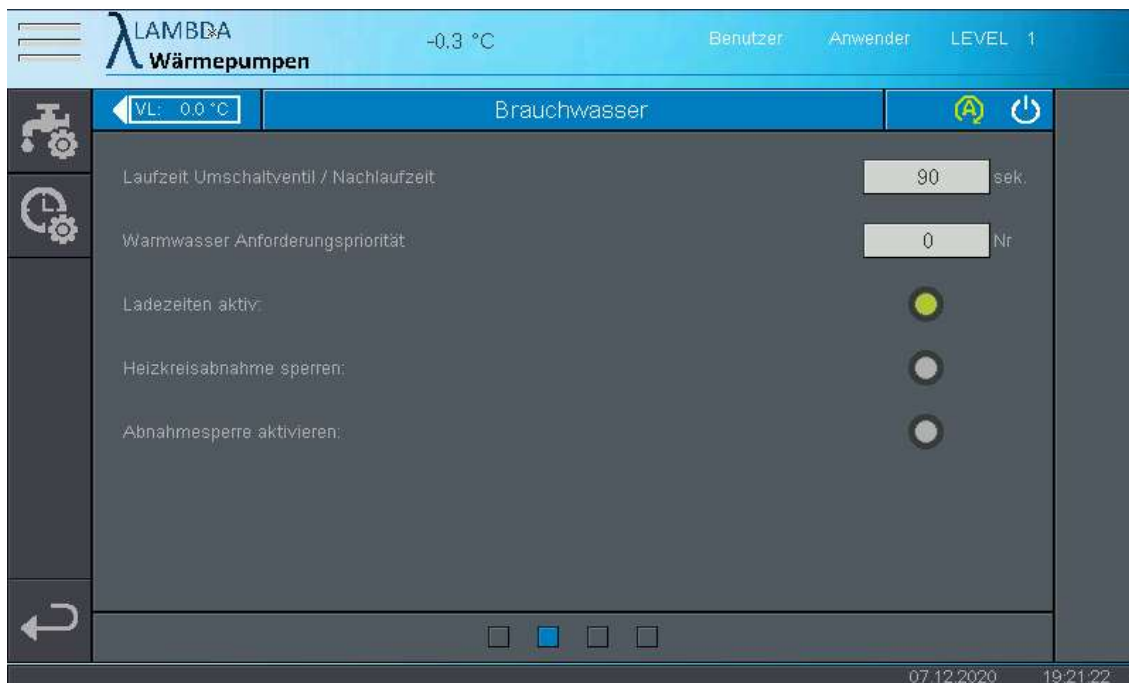 LAMBDA
Wärmepumpen
-0.3 °C
Benutzer Anwender LEVEL 1
VL: 0.0 °C
Brauchwasser
A
Laufzeit Umschaltventil / Nachlaufzeit 90 sek.
Warmwasser Anforderungspriorität 0 Nr
Ladezeiten aktiv:
Heizkreisabnahme sperren:
Abnahmesperre aktivieren:
07.12.2020 19:21:22